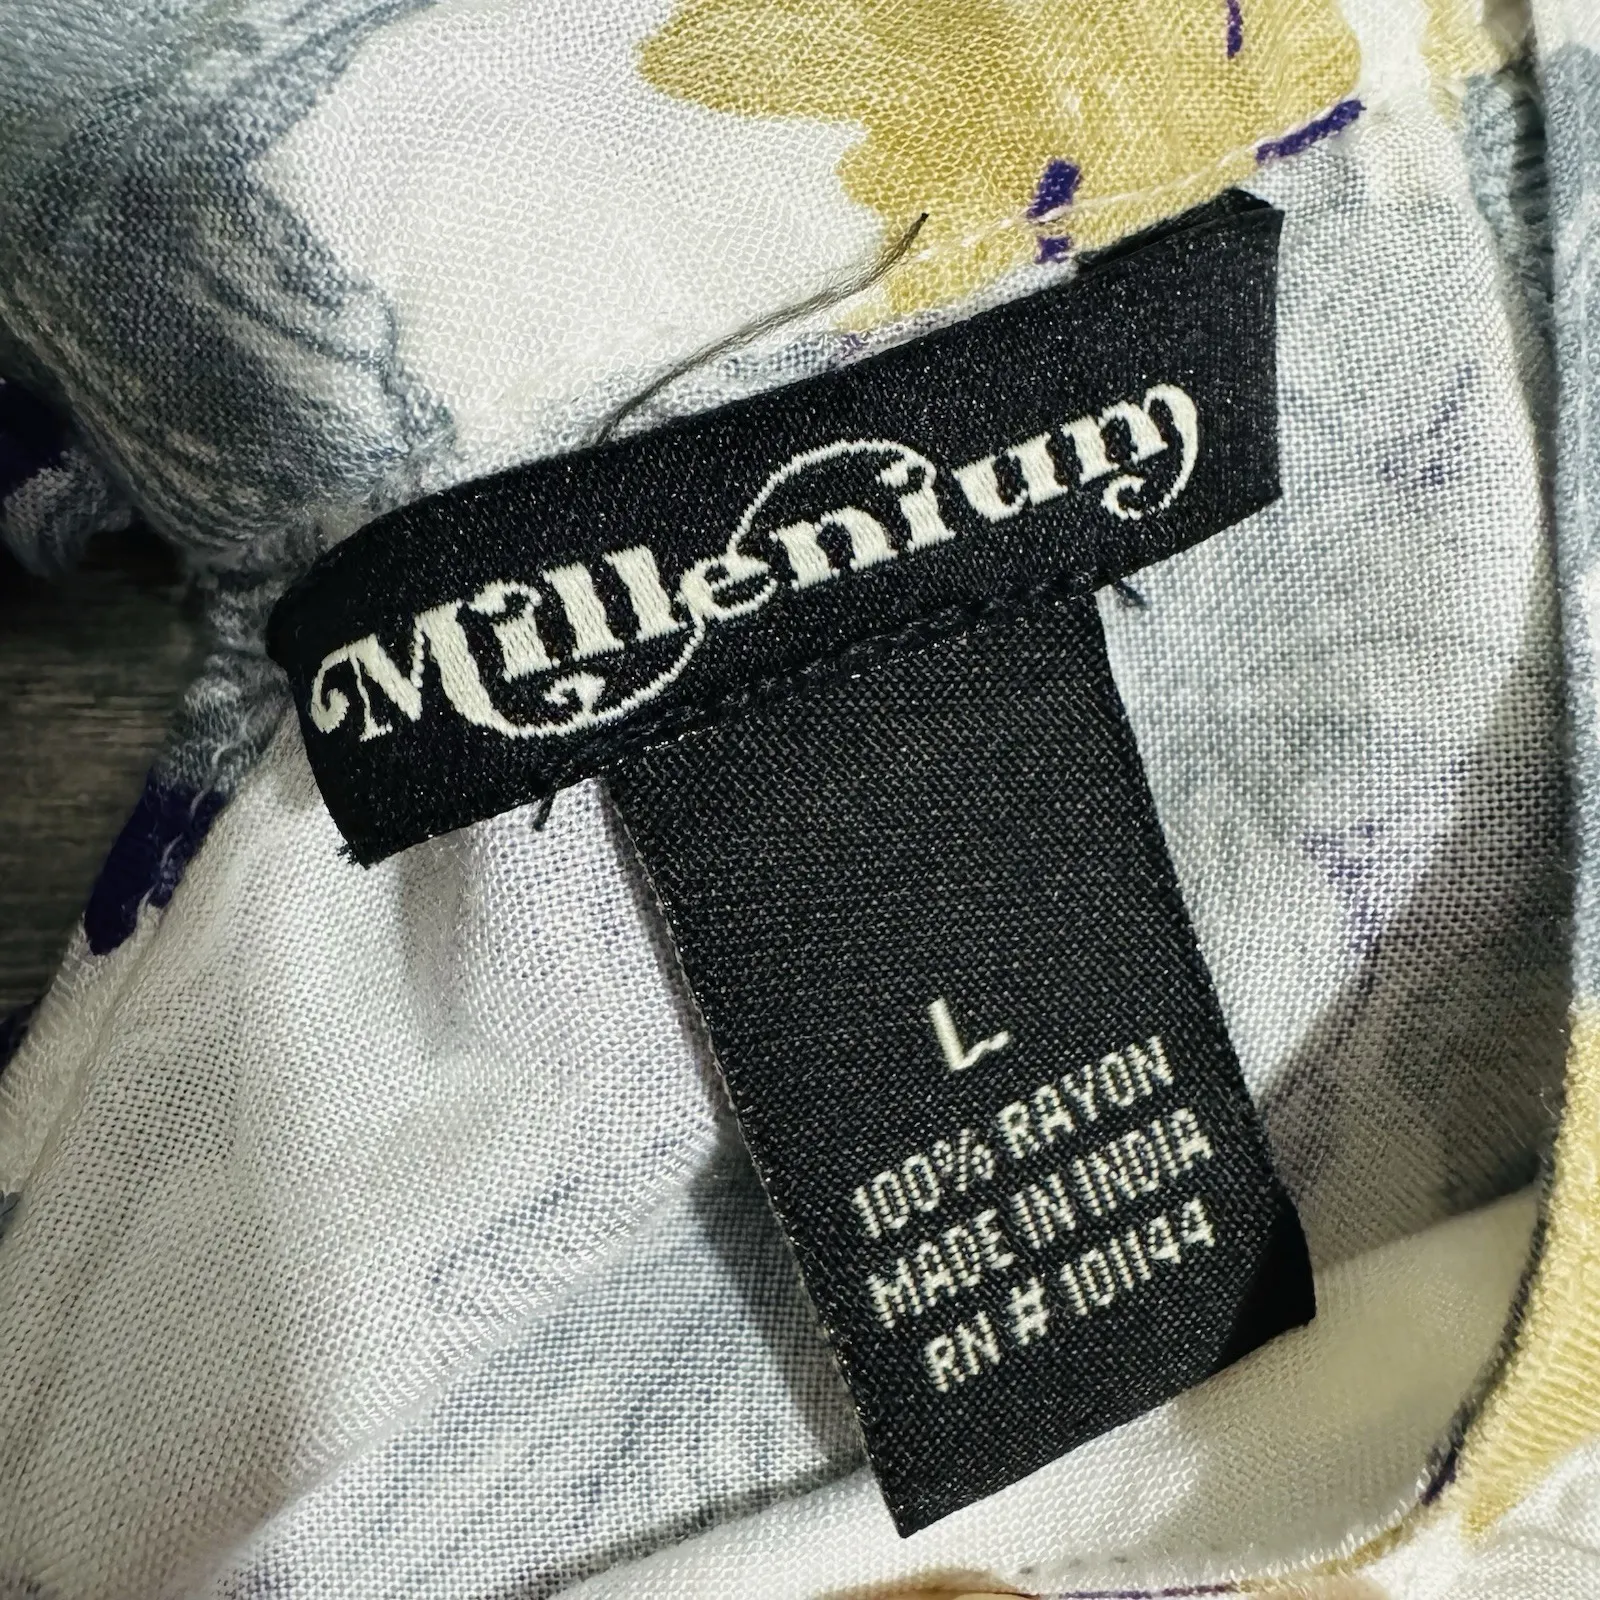 Millenium
L
100% RAYON
MADE IN INDIA
RN # 101144